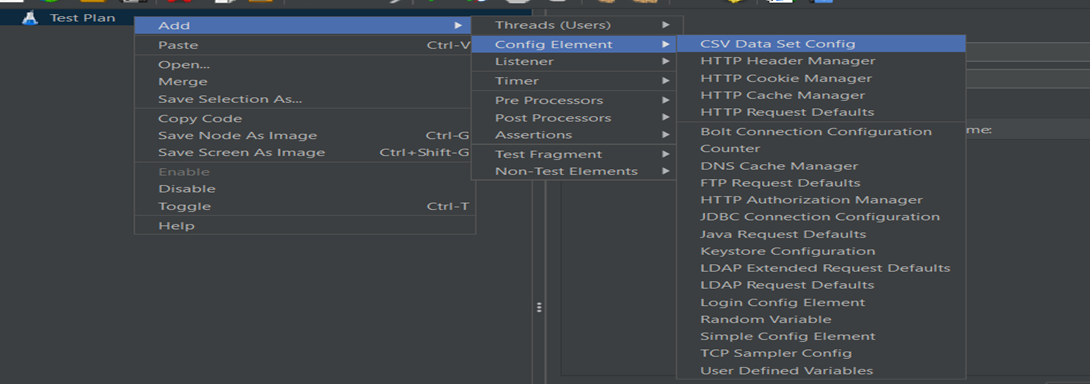 Test Plan
Add
Paste Ctrl-V
Open...
Merge
Save Selection As...
Copy Code
Save Node As Image Ctrl-G
Save Screen As Image Ctrl+Shift-G
Enable
Disable
Toggle Ctrl-T
Help
Threads (Users)
Config Element
Listener
Timer
Pre Processors
Post Processors
Assertions
Test Fragment
Non-Test Elements
CSV Data Set Config
HTTP Header Manager
HTTP Cookie Manager
HTTP Cache Manager
HTTP Request Defaults
Bolt Connection Configuration
Counter
DNS Cache Manager
FTP Request Defaults
HTTP Authorization Manager
JDBC Connection Configuration
Java Request Defaults
Keystore Configuration
LDAP Extended Request Defaults
LDAP Request Defaults
Login Config Element
Random Variable
Simple Config Element
TCP Sampler Config
User Defined Variables
me: